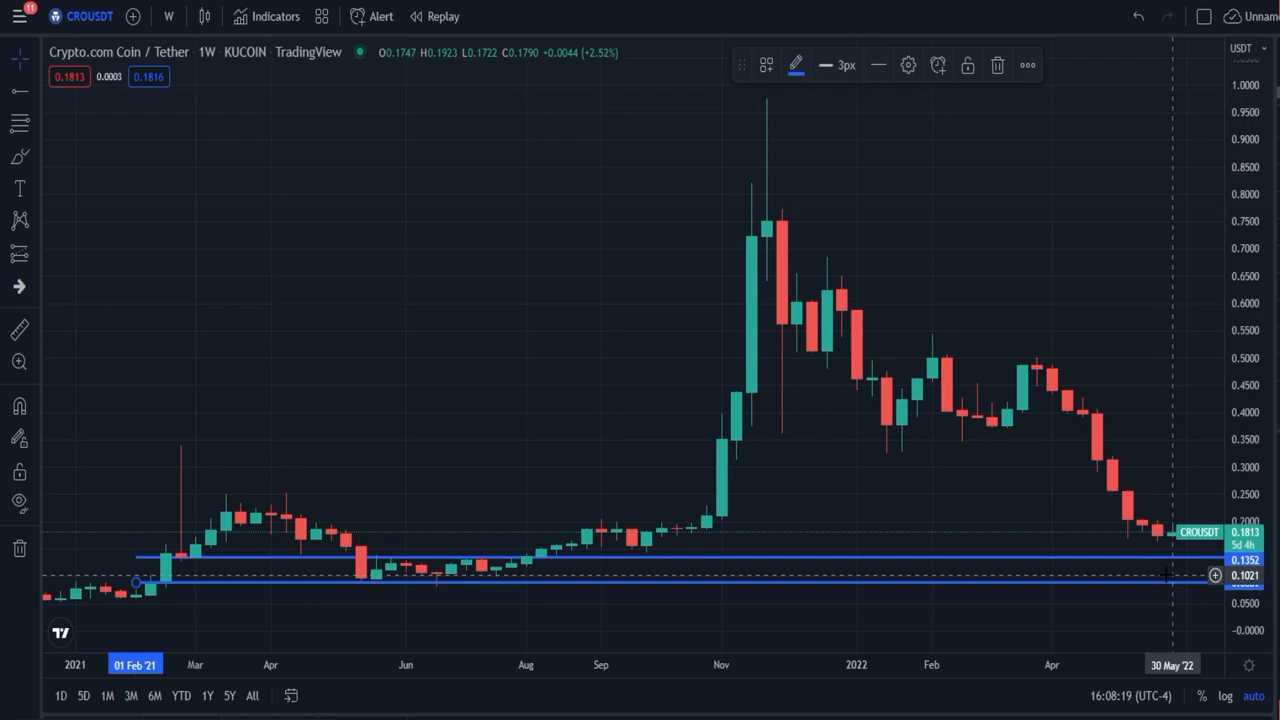 11
CROUSDT
W
Indicators
Alert
Replay
Unnam
Crypto.com Coin / Tether · 1W · KUCOIN · TradingView
O0.1747 H0.1923 L0.1722 C0.1790 +0.0044 (+2.52%)
0.1813 0.0003 0.1816
3px
USDT
1.0000
0.9500
0.9000
0.8500
0.8000
0.7500
0.7000
0.6500
0.6000
0.5500
0.5000
0.4500
0.4000
0.3500
0.3000
0.2500
0.2000
CROUSDT 0.1813
5d 4h
0.1352
0.1021
0.0500
-0.0000
2021 01 Feb '21 Mar Apr Jun Aug Sep Nov 2022 Feb Apr 30 May '22
1D 5D 1M 3M 6M YTD 1Y 5Y All
16:08:19 (UTC-4) % log auto